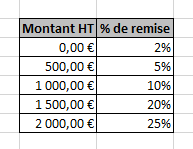 Montant HT % de remise
0,00 € 2%
500,00 € 5%
1 000,00 € 10%
1 500,00 € 20%
2 000,00 € 25%